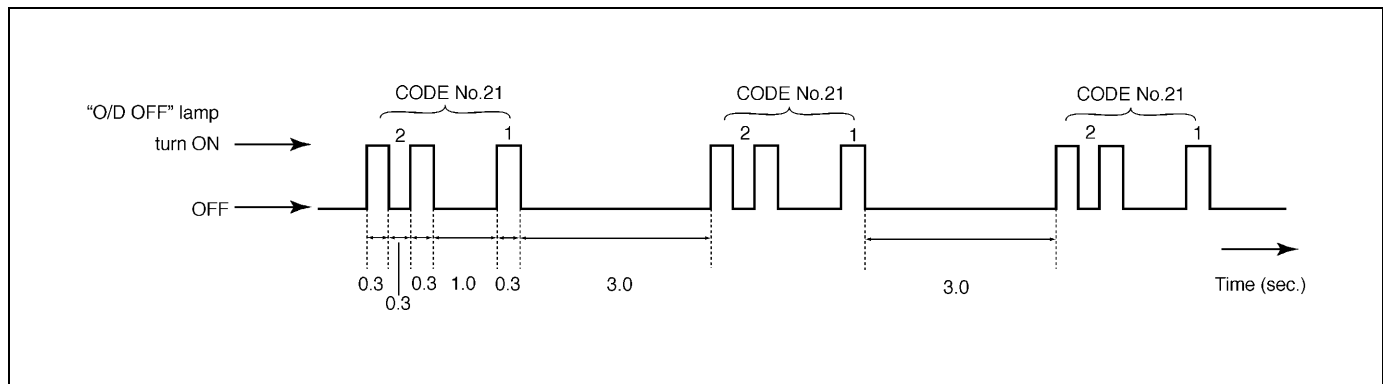 CODE No.21
CODE No.21
CODE No.21
“O/D OFF” lamp
2 1
2 1
2 1
turn ON
OFF
0.3 0.3 1.0 0.3 3.0
0.3
3.0
Time (sec.)